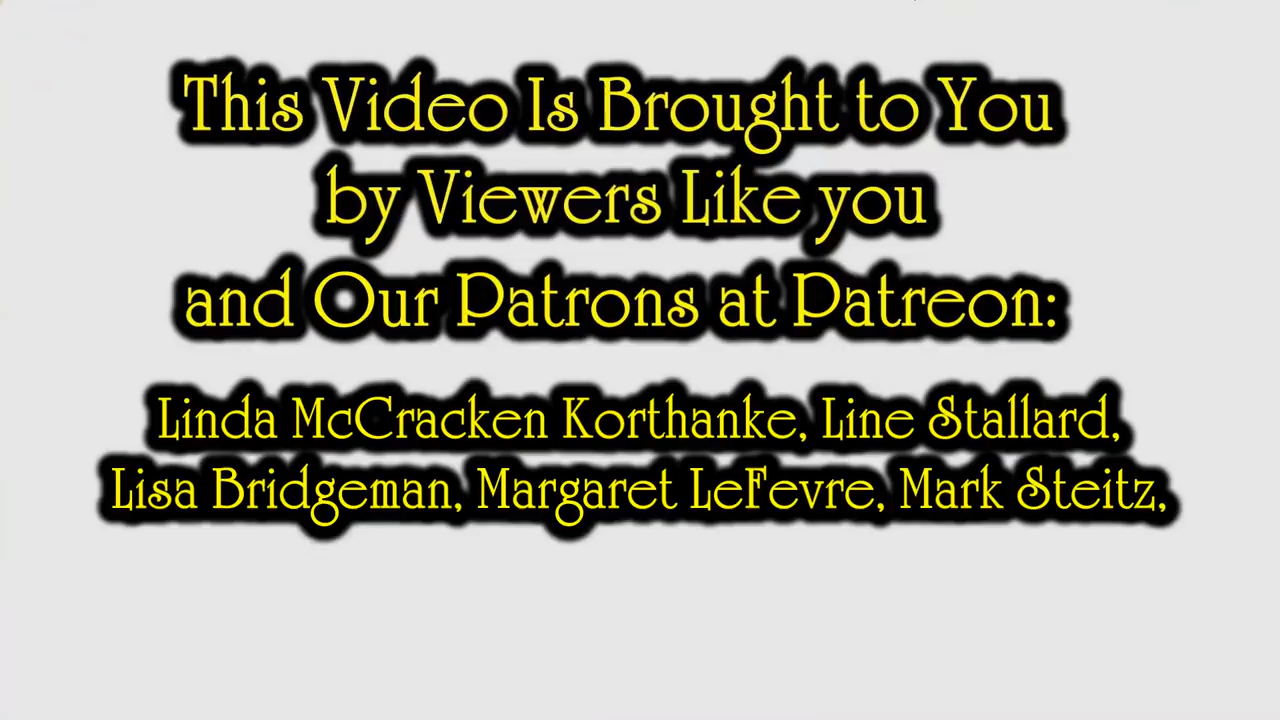 This Video Is Brought to You
by Viewers Like you
and Our Patrons at Patreon:
Linda McCracken Korthanke, Line Stallard,
Lisa Bridgeman, Margaret LeFevre, Mark Steitz,